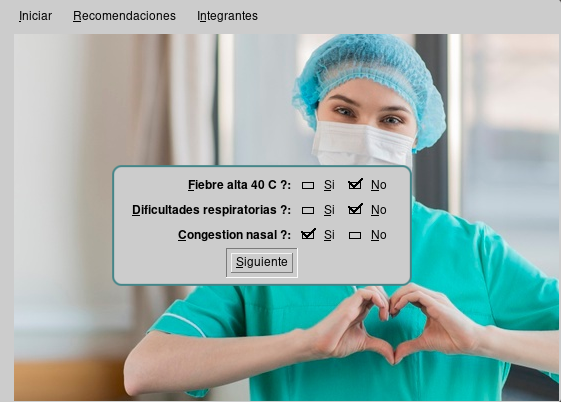 Iniciar Recomendaciones Integrantes
Fiebre alta 40 C ?: Si No
Dificultades respiratorias ?: Si No
Congestion nasal ?: Si No
Siguiente